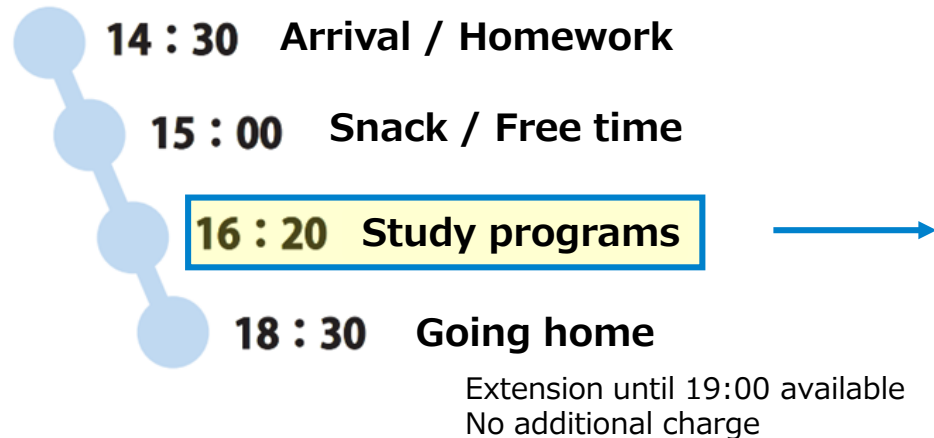 14：30 Arrival / Homework
15：00 Snack / Free time
16：20 Study programs
18：30 Going home
Extension until 19:00 available
No additional charge